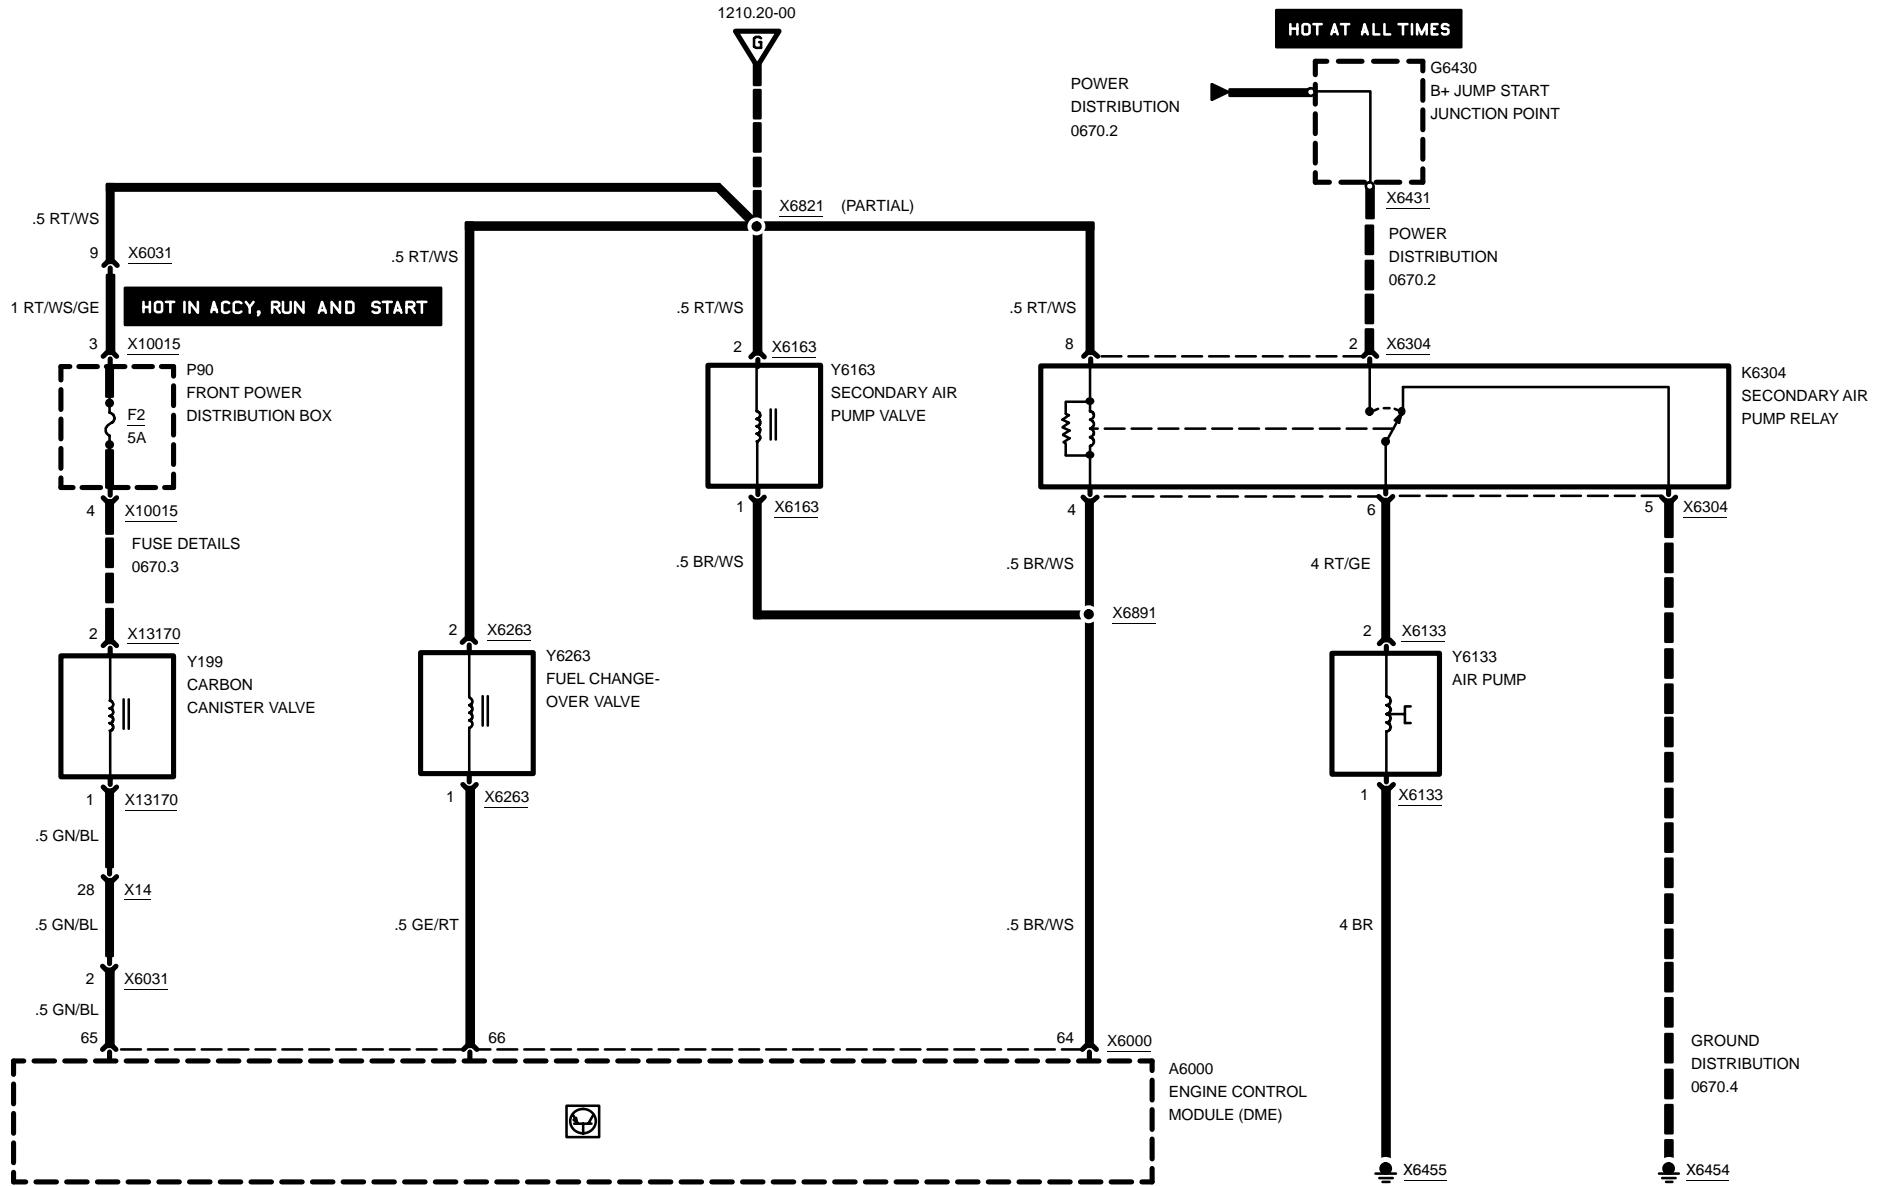 1210.20-00
G
HOT AT ALL TIMES
G6430
B+ JUMP START
JUNCTION POINT
POWER
DISTRIBUTION
0670.2
X6431
POWER
DISTRIBUTION
0670.2
X6821 (PARTIAL)
.5 RT/WS
9 X6031
1 RT/WS/GE
HOT IN ACCY, RUN AND START
.5 RT/WS
.5 RT/WS
.5 RT/WS
3 X10015
P90
FRONT POWER
DISTRIBUTION BOX
F2
5A
4 X10015
FUSE DETAILS
0670.3
2 X6163
Y6163
SECONDARY AIR
PUMP VALVE
1 X6163
8
2 X6304
K6304
SECONDARY AIR
PUMP RELAY
4
6
5 X6304
.5 BR/WS
.5 BR/WS
4 RT/GE
X6891
2 X13170
Y199
CARBON
CANISTER VALVE
1 X13170
2 X6263
Y6263
FUEL CHANGE-
OVER VALVE
1 X6263
2 X6133
Y6133
AIR PUMP
1 X6133
.5 GN/BL
28 X14
.5 GN/BL
2 X6031
.5 GN/BL
.5 GE/RT
.5 BR/WS
4 BR
65
66
64 X6000
A6000
ENGINE CONTROL
MODULE (DME)
GROUND
DISTRIBUTION
0670.4
X6455
X6454